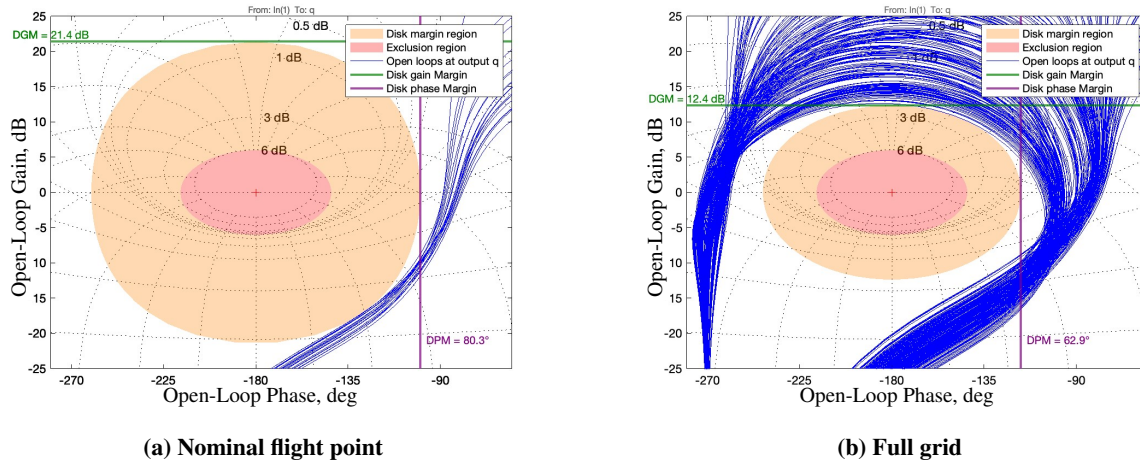 From: In(1) To: q
DGM = 21.4 dB
0.5 dB
1 dB
3 dB
6 dB
Disk margin region
Exclusion region
Open loops at output q
Disk gain Margin
Disk phase Margin
DPM = 80.3°
Open-Loop Gain, dB
25
20
15
10
5
0
-5
10
15
-20
-25
-270
-180
-135
-90
Open-Loop Phase, deg
(a) Nominal flight point
From: In(1) To: q
DGM = 12.4 dB
0.5 dB
3 dB
6 dB
Disk margin region
Exclusion region
Open loops at output q
Disk gain Margin
Disk phase Margin
DPM = 62.9°
Open-Loop Gain, dB
25
20
15
10
5
0
-5
10
15
-20
-25
-270
-180
-135
-90
Open-Loop Phase, deg
(b) Full grid